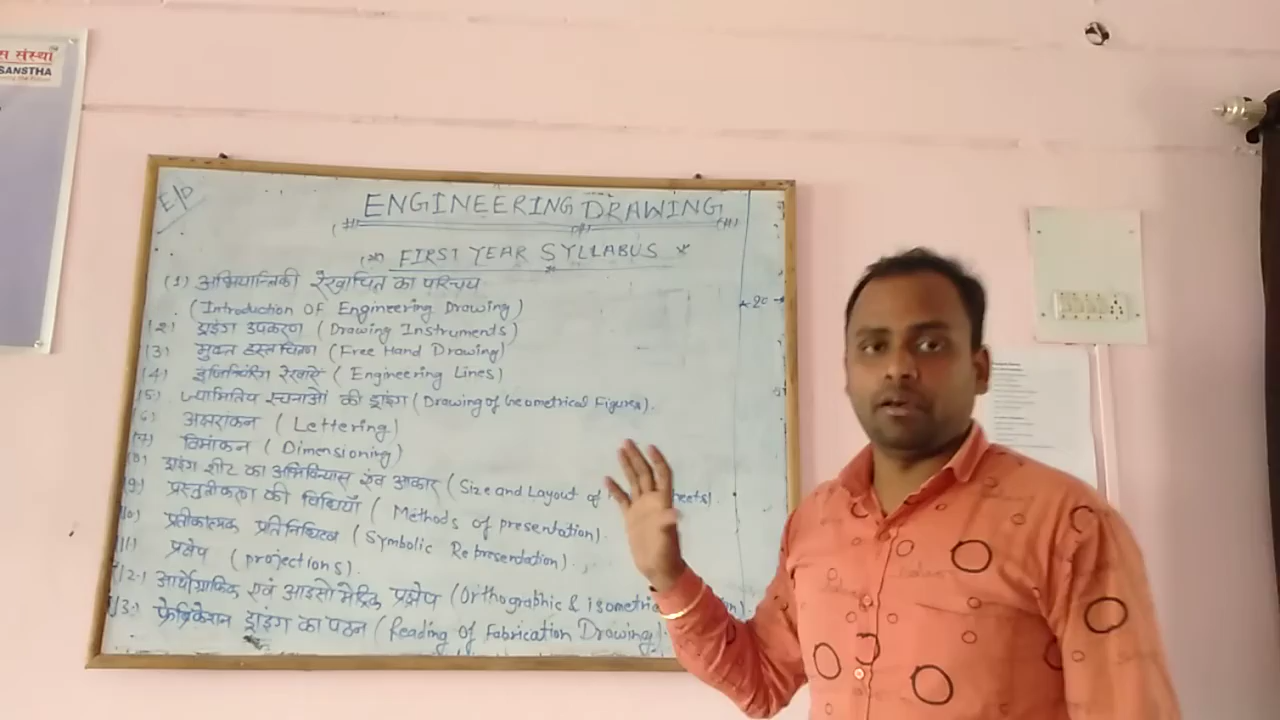 स संस्था
SANSTHA
E/D
ENGINEERING DRAWING
FIRST YEAR SYLLABUS
(1) अभियान्त्रिकी रेखाचित्र का परिचय
(Introduction OF Engineering Drawing)
(2) ड्राइंग उपकरण (Drawing Instruments)
(3) मुक्त हस्त चित्रण (Free Hand Drawing)
(4) इंजिनियरिंग रेखाऐं (Engineering Lines)
(5) ज्यामितिय रचनाओं की ड्राइंग (Drawing of Geometrical Figures).
(6) अक्षरांकन (Lettering)
(7) विमांकन (Dimensioning)
(8) ड्राइंग शीट का अभिविन्यास एंव आकार (Size and Layout of
(9) प्रस्तुतीकरण की विधियाँ (Methods of presentation).
10) प्रतीकात्मक प्रतिनिधित्व (Symbolic Representation).
11) प्रक्षेप (projections).
(12.) आर्थोग्राफिक एवं आइसोमेट्रिक प्रक्षेप (Orthographic &
(13.) फ्रेब्रिकेशन ड्राइंग का पठन (Reading of Fabrication Drawing).